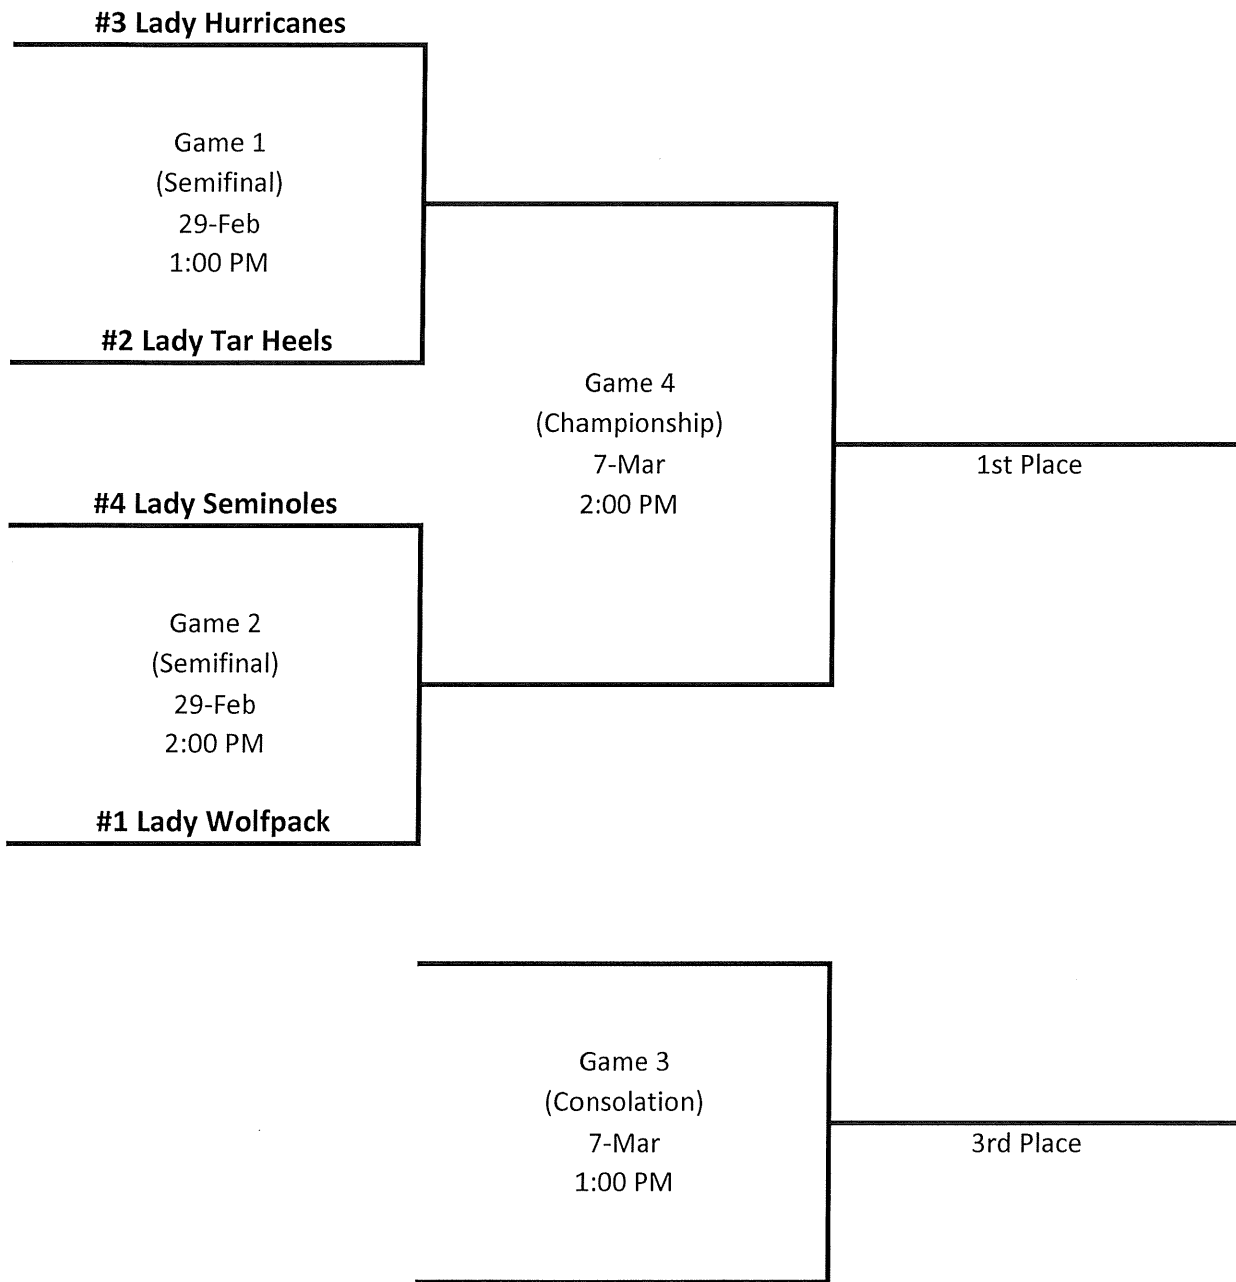 #3 Lady Hurricanes
Game 1
(Semifinal)
29-Feb
1:00 PM
#2 Lady Tar Heels
Game 4
(Championship)
7-Mar
2:00 PM
1st Place
#4 Lady Seminoles
Game 2
(Semifinal)
29-Feb
2:00 PM
#1 Lady Wolfpack
Game 3
(Consolation)
7-Mar
1:00 PM
3rd Place